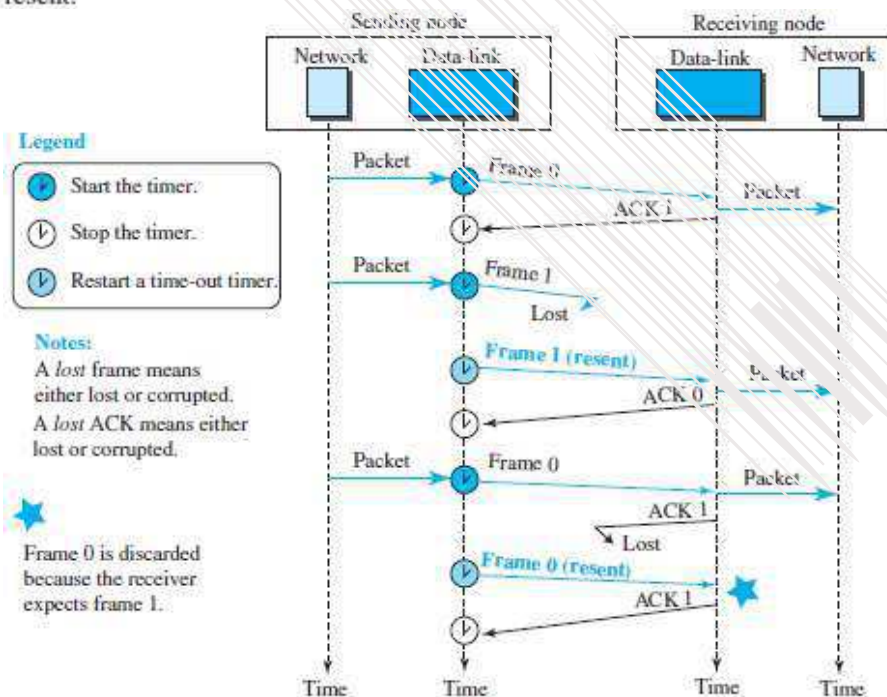 resent.
Sending node
Receiving node
Network
Data-link
Data-link
Network
Legend
Start the timer.
Stop the timer.
Restart a time-out timer.
Notes:
A lost frame means
either lost or corrupted.
A lost ACK means either
lost or corrupted.
Frame 0 is discarded
because the receiver
expects frame 1.
Packet
Frame 0
Packet
ACK 1
Packet
Frame 1
Lost
Frame 1 (resent)
Packet
ACK 0
Packet
Frame 0
Packet
ACK 1
Lost
Frame 0 (resent)
ACK 1
Time
Time
Time
Time